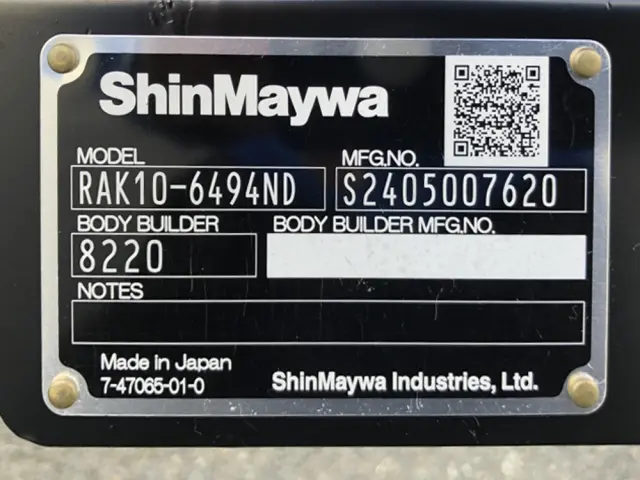 ShinMaywa
MODEL MFG.NO.
RAK10-6494ND S2405007620
BODY BUILDER BODY BUILDER MFG.NO.
8220
NOTES
Made in Japan
7-47065-01-0 ShinMaywa Industries, Ltd.